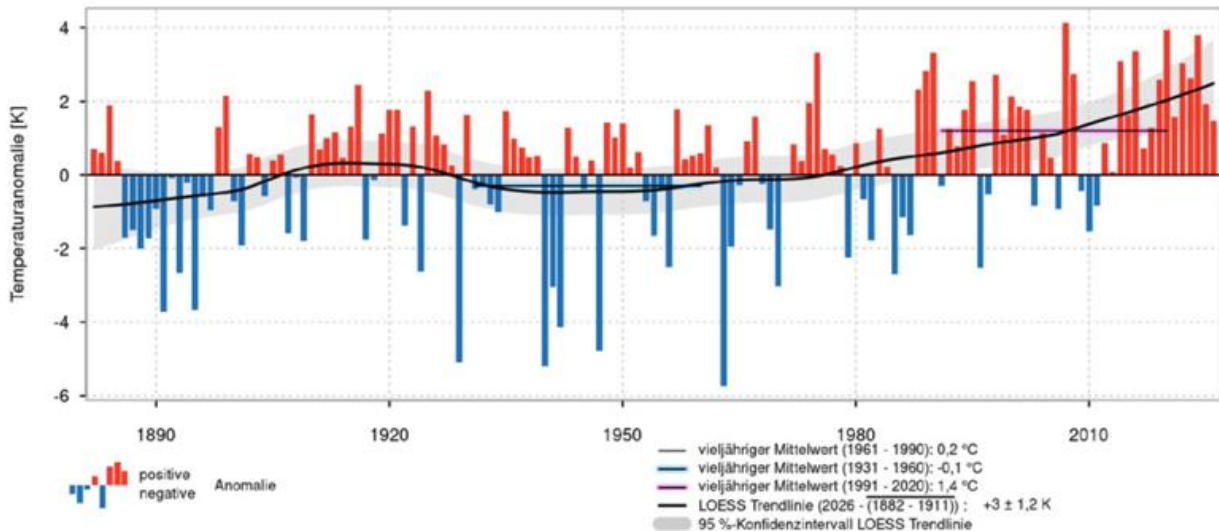 Temperaturanomalie [K]
4
2
0
-2
-4
-6
1890
1920
1950
1980
2010
positive
negative
Anomalie
vieljähriger Mittelwert (1961 - 1990): 0,2 °C
vieljähriger Mittelwert (1931 - 1960): -0,1 °C
vieljähriger Mittelwert (1991 - 2020): 1,4 °C
LOESS Trendlinie (2026 - (1882 - 1911)) : +3 ± 1,2 K
95 %-Konfidenzintervall LOESS Trendlinie